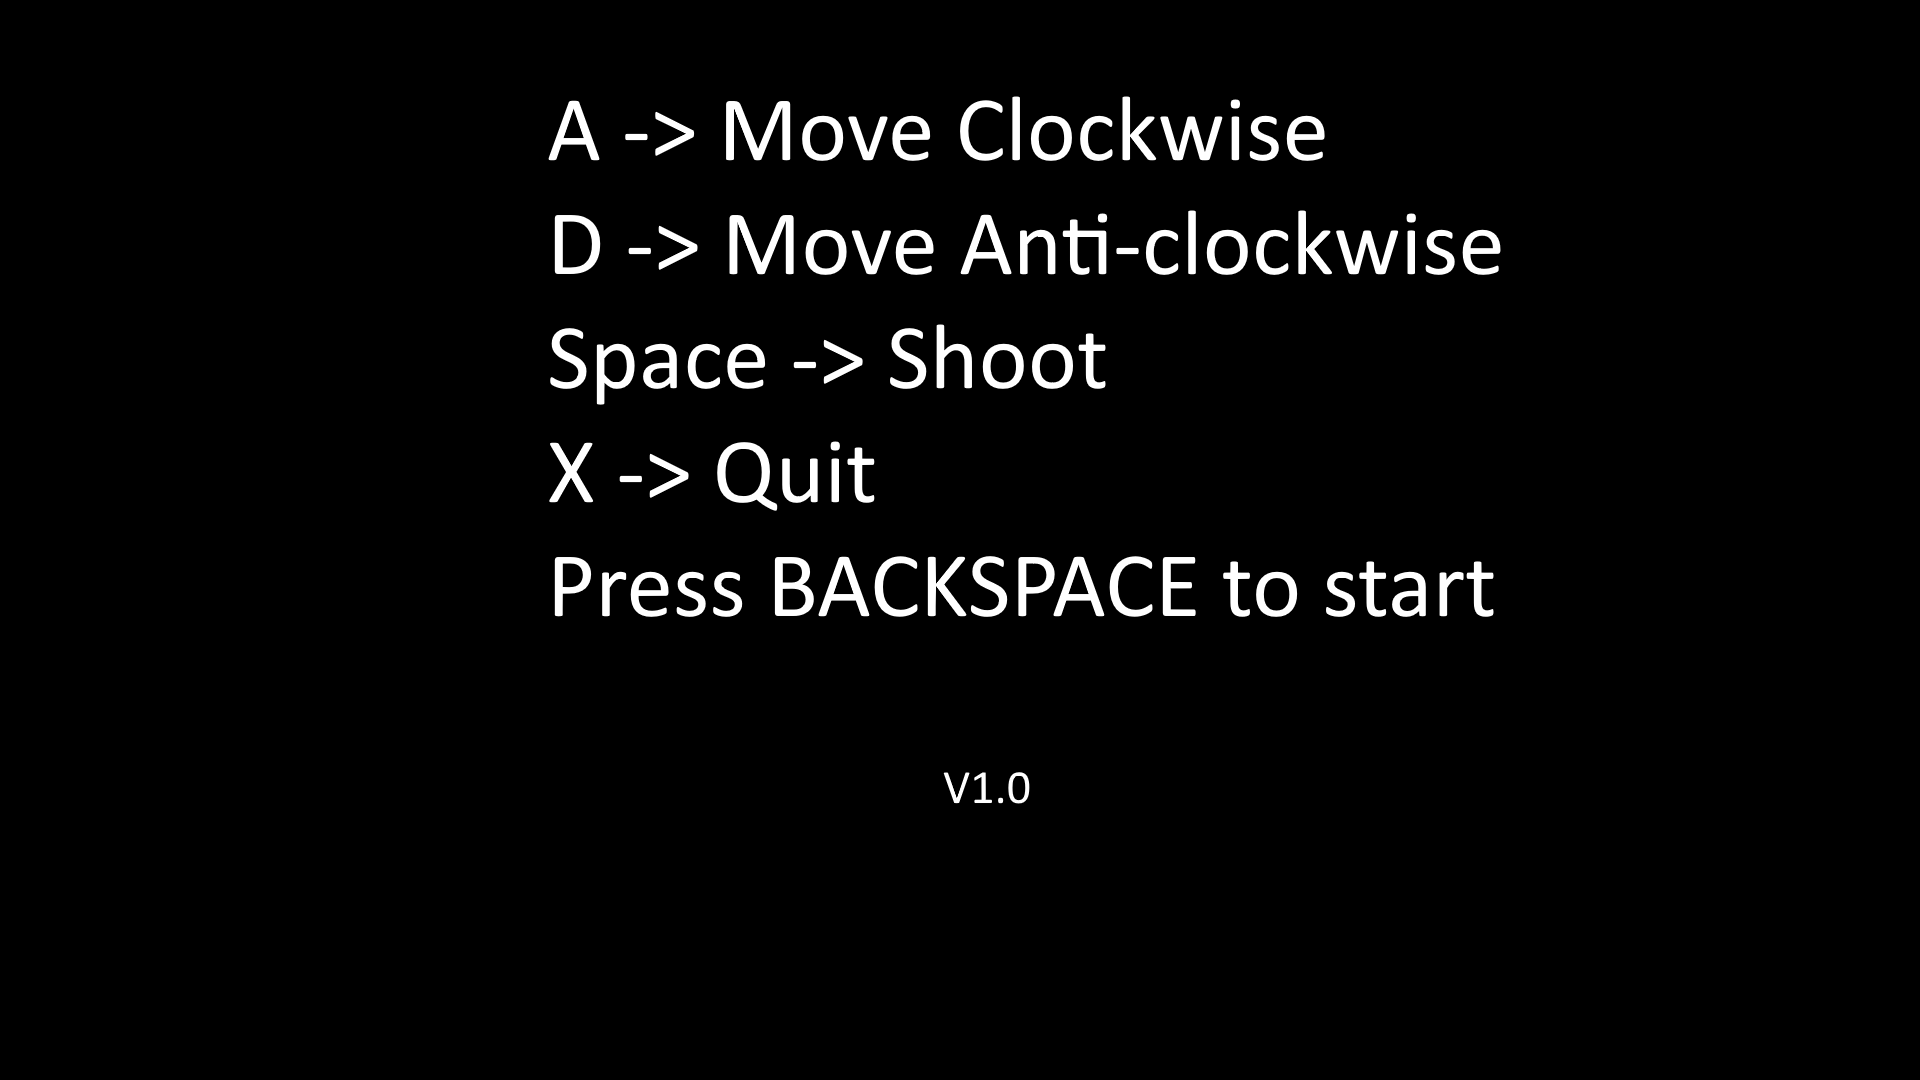 A -> Move Clockwise
D -> Move Anti-clockwise
Space -> Shoot
X -> Quit
Press BACKSPACE to start
V1.0